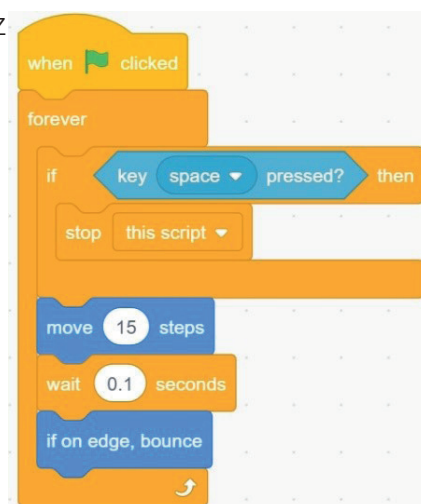 when clicked
forever
if key space pressed? then
stop this script
move 15 steps
wait 0.1 seconds
if on edge, bounce